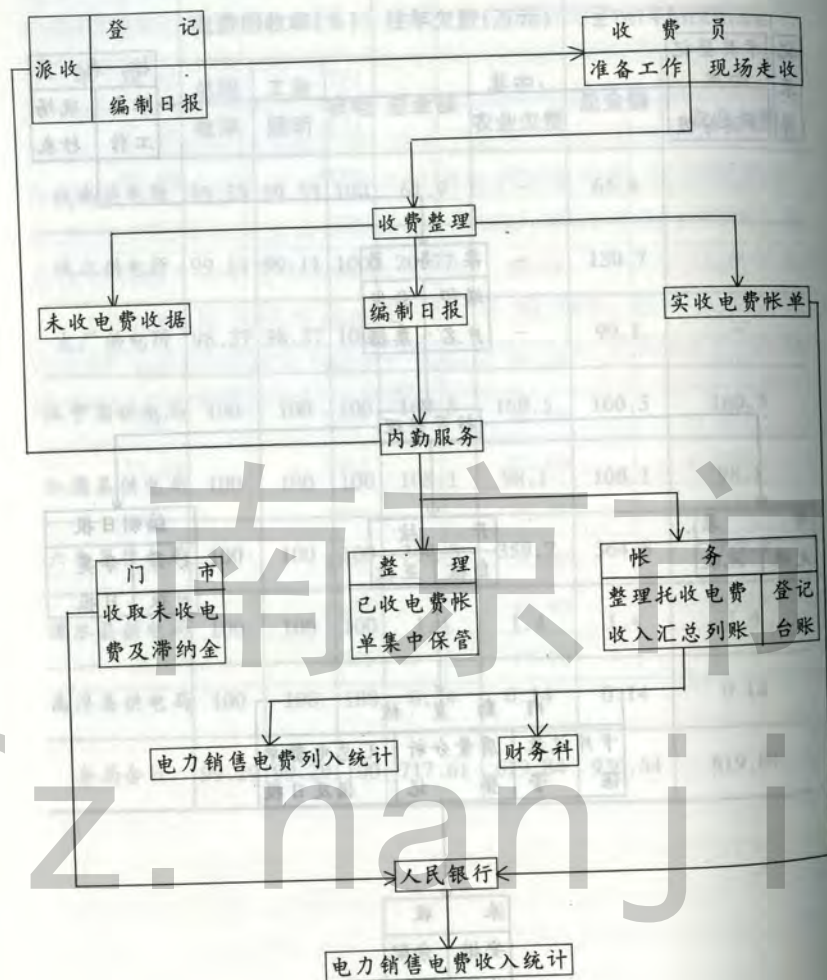 登 记
派收
编制日报
收费员
准备工作 现场走收
收费整理
未收电费收据
编制日报
实收电费帐单
内勤服务
门 市
收取未收电
费及滞纳金
整 理
已收电费帐
单集中保管
帐 务
整理托收电费 登记
收入汇总列账 台账
电力销售电费列入统计
财务科
人民银行
电力销售电费收入统计
南京市
z.nanji